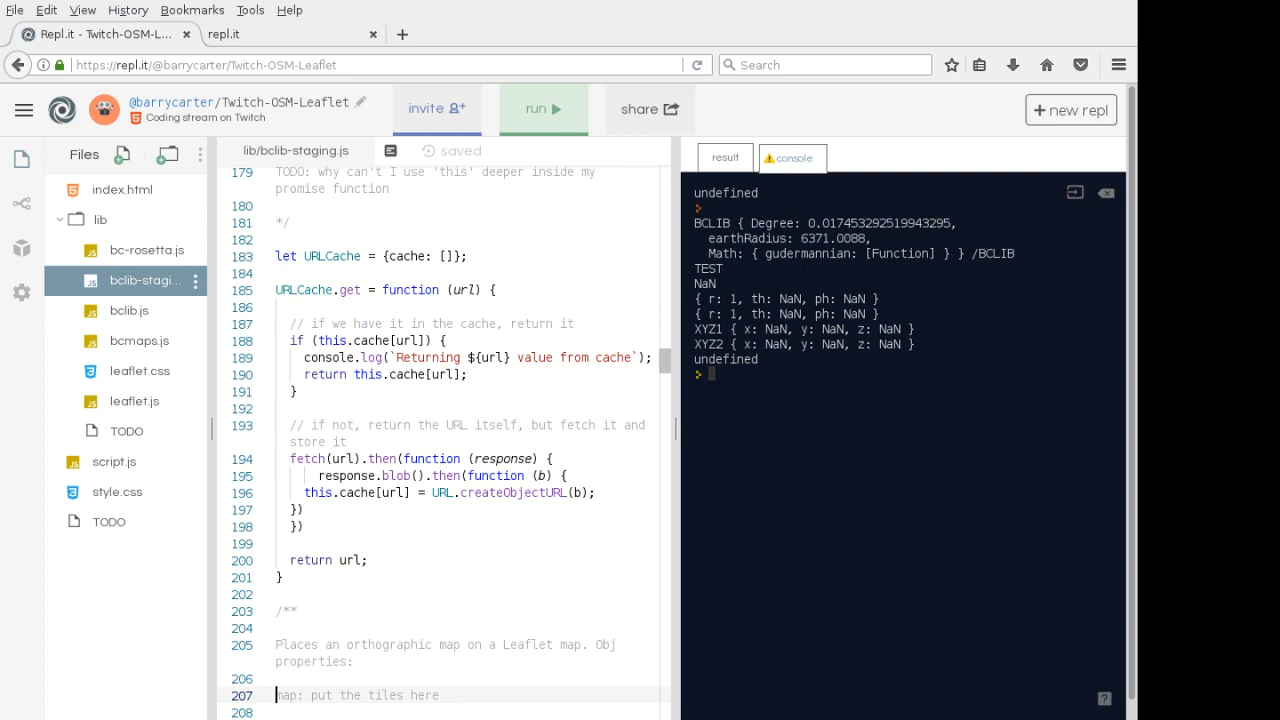 File Edit View History Bookmarks Tools Help
Repl.it - Twitch-OSM-L… × repl.it × +
https://repl.it/@barrycarter/Twitch-OSM-Leaflet Search
@barrycarter/Twitch-OSM-Leaflet
Coding stream on Twitch
invite run share + new repl
Files
index.html
lib
bc-rosetta.js
bclib-stagi...
bclib.js
bcmaps.js
leaflet.css
leaflet.js
TODO
script.js
style.css
TODO
lib/bclib-staging.js saved
179 TODO: why can't I use 'this' deeper inside my
promise function
180
181 */
182
183 let URLCache = {cache: []};
184
185 URLCache.get = function (url) {
186
187 // if we have it in the cache, return it
188 if (this.cache[url]) {
189 console.log(`Returning ${url} value from cache`);
190 return this.cache[url];
191 }
192
193 // if not, return the URL itself, but fetch it and
store it
194 fetch(url).then(function (response) {
195 response.blob().then(function (b) {
196 this.cache[url] = URL.createObjectURL(b);
197 })
198 })
199
200 return url;
201 }
202
203 /**
204
205 Places an orthographic map on a Leaflet map. Obj
properties:
206
207 map: put the tiles here
208
result console
undefined
>
BCLIB { Degree: 0.017453292519943295,
earthRadius: 6371.0088,
Math: { gudermannian: [Function] } } /BCLIB
TEST
NaN
{ r: 1, th: NaN, ph: NaN }
{ r: 1, th: NaN, ph: NaN }
XYZ1 { x: NaN, y: NaN, z: NaN }
XYZ2 { x: NaN, y: NaN, z: NaN }
undefined
>
?